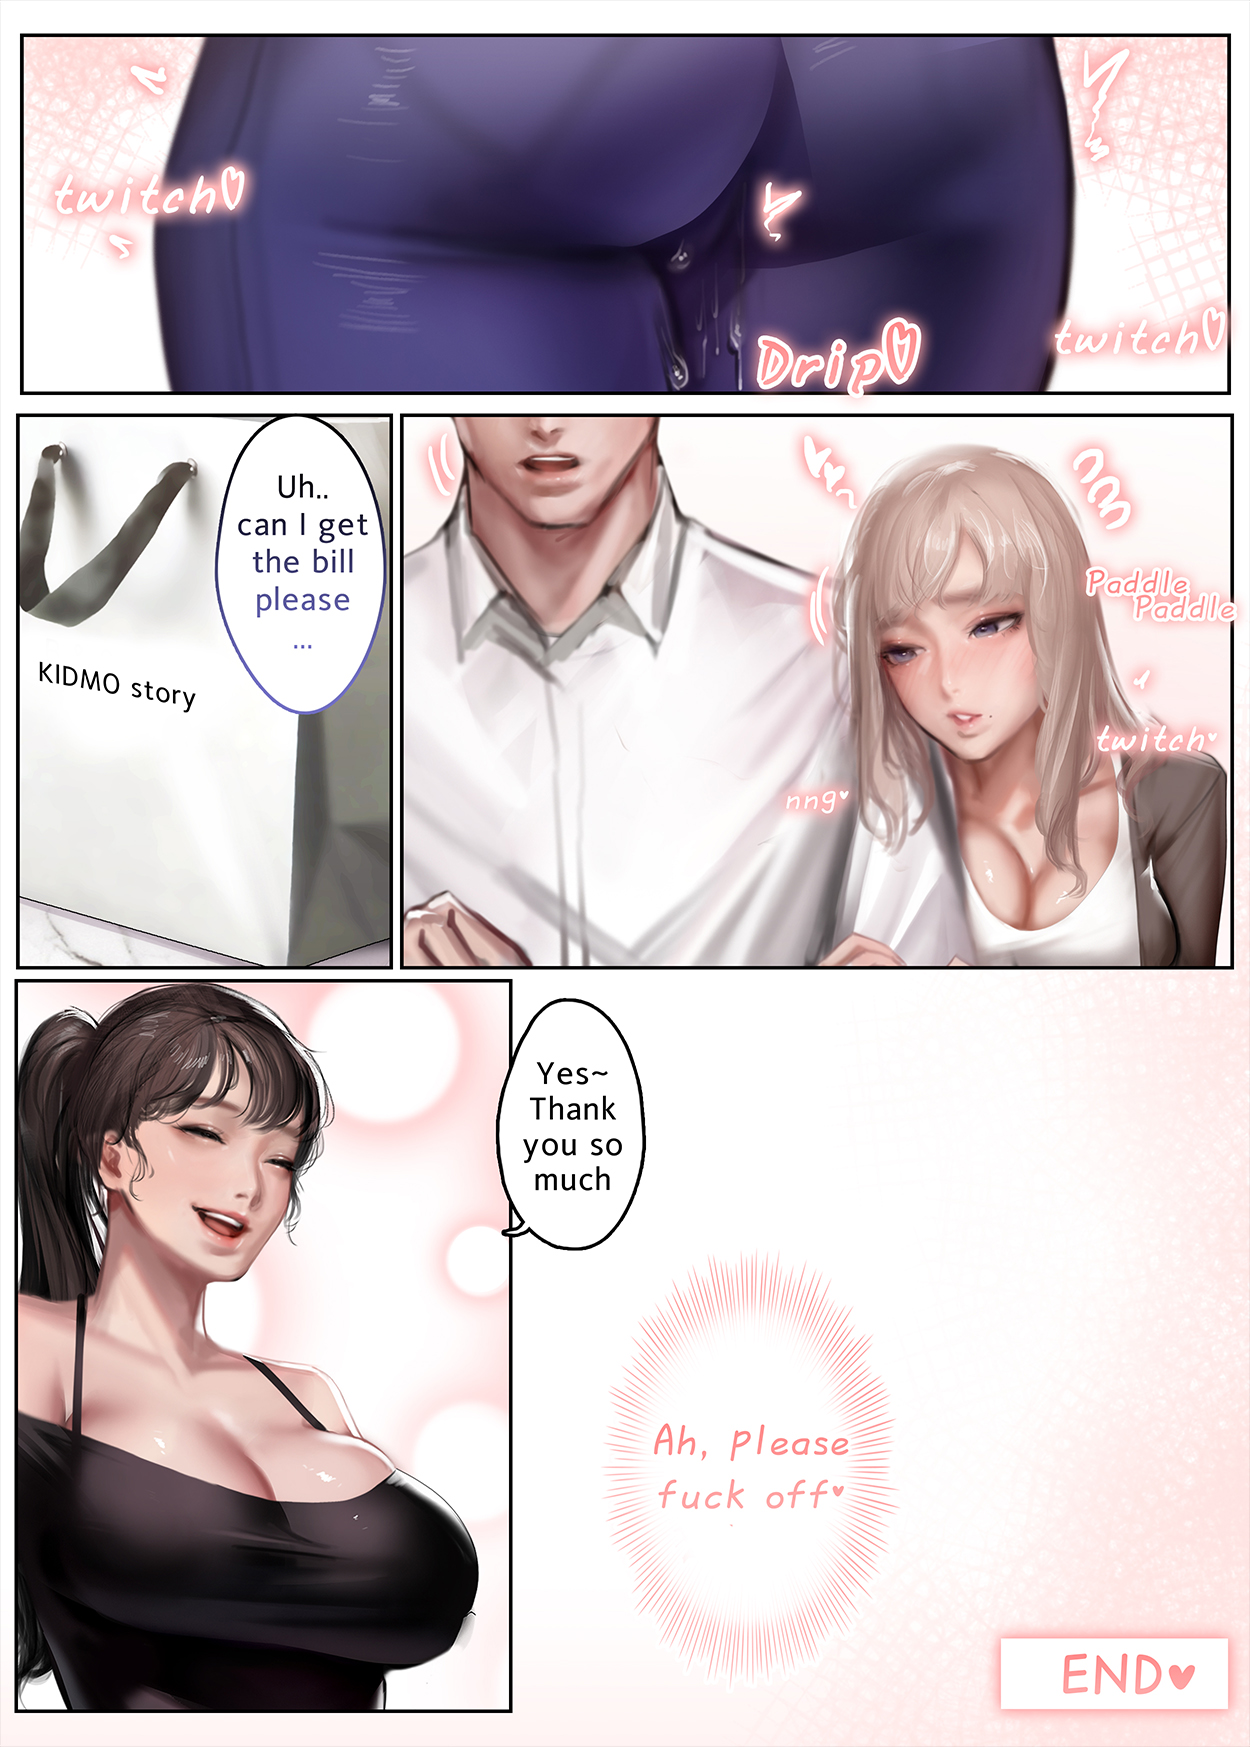 twitch♡
twitch♡
Drip♡
Uh..
can I get
the bill
please
...
KIDMO story
Paddle
Paddle
twitch♥
nng♥
Yes~
Thank
you so
much
Ah, please
fuck off♥
END♥